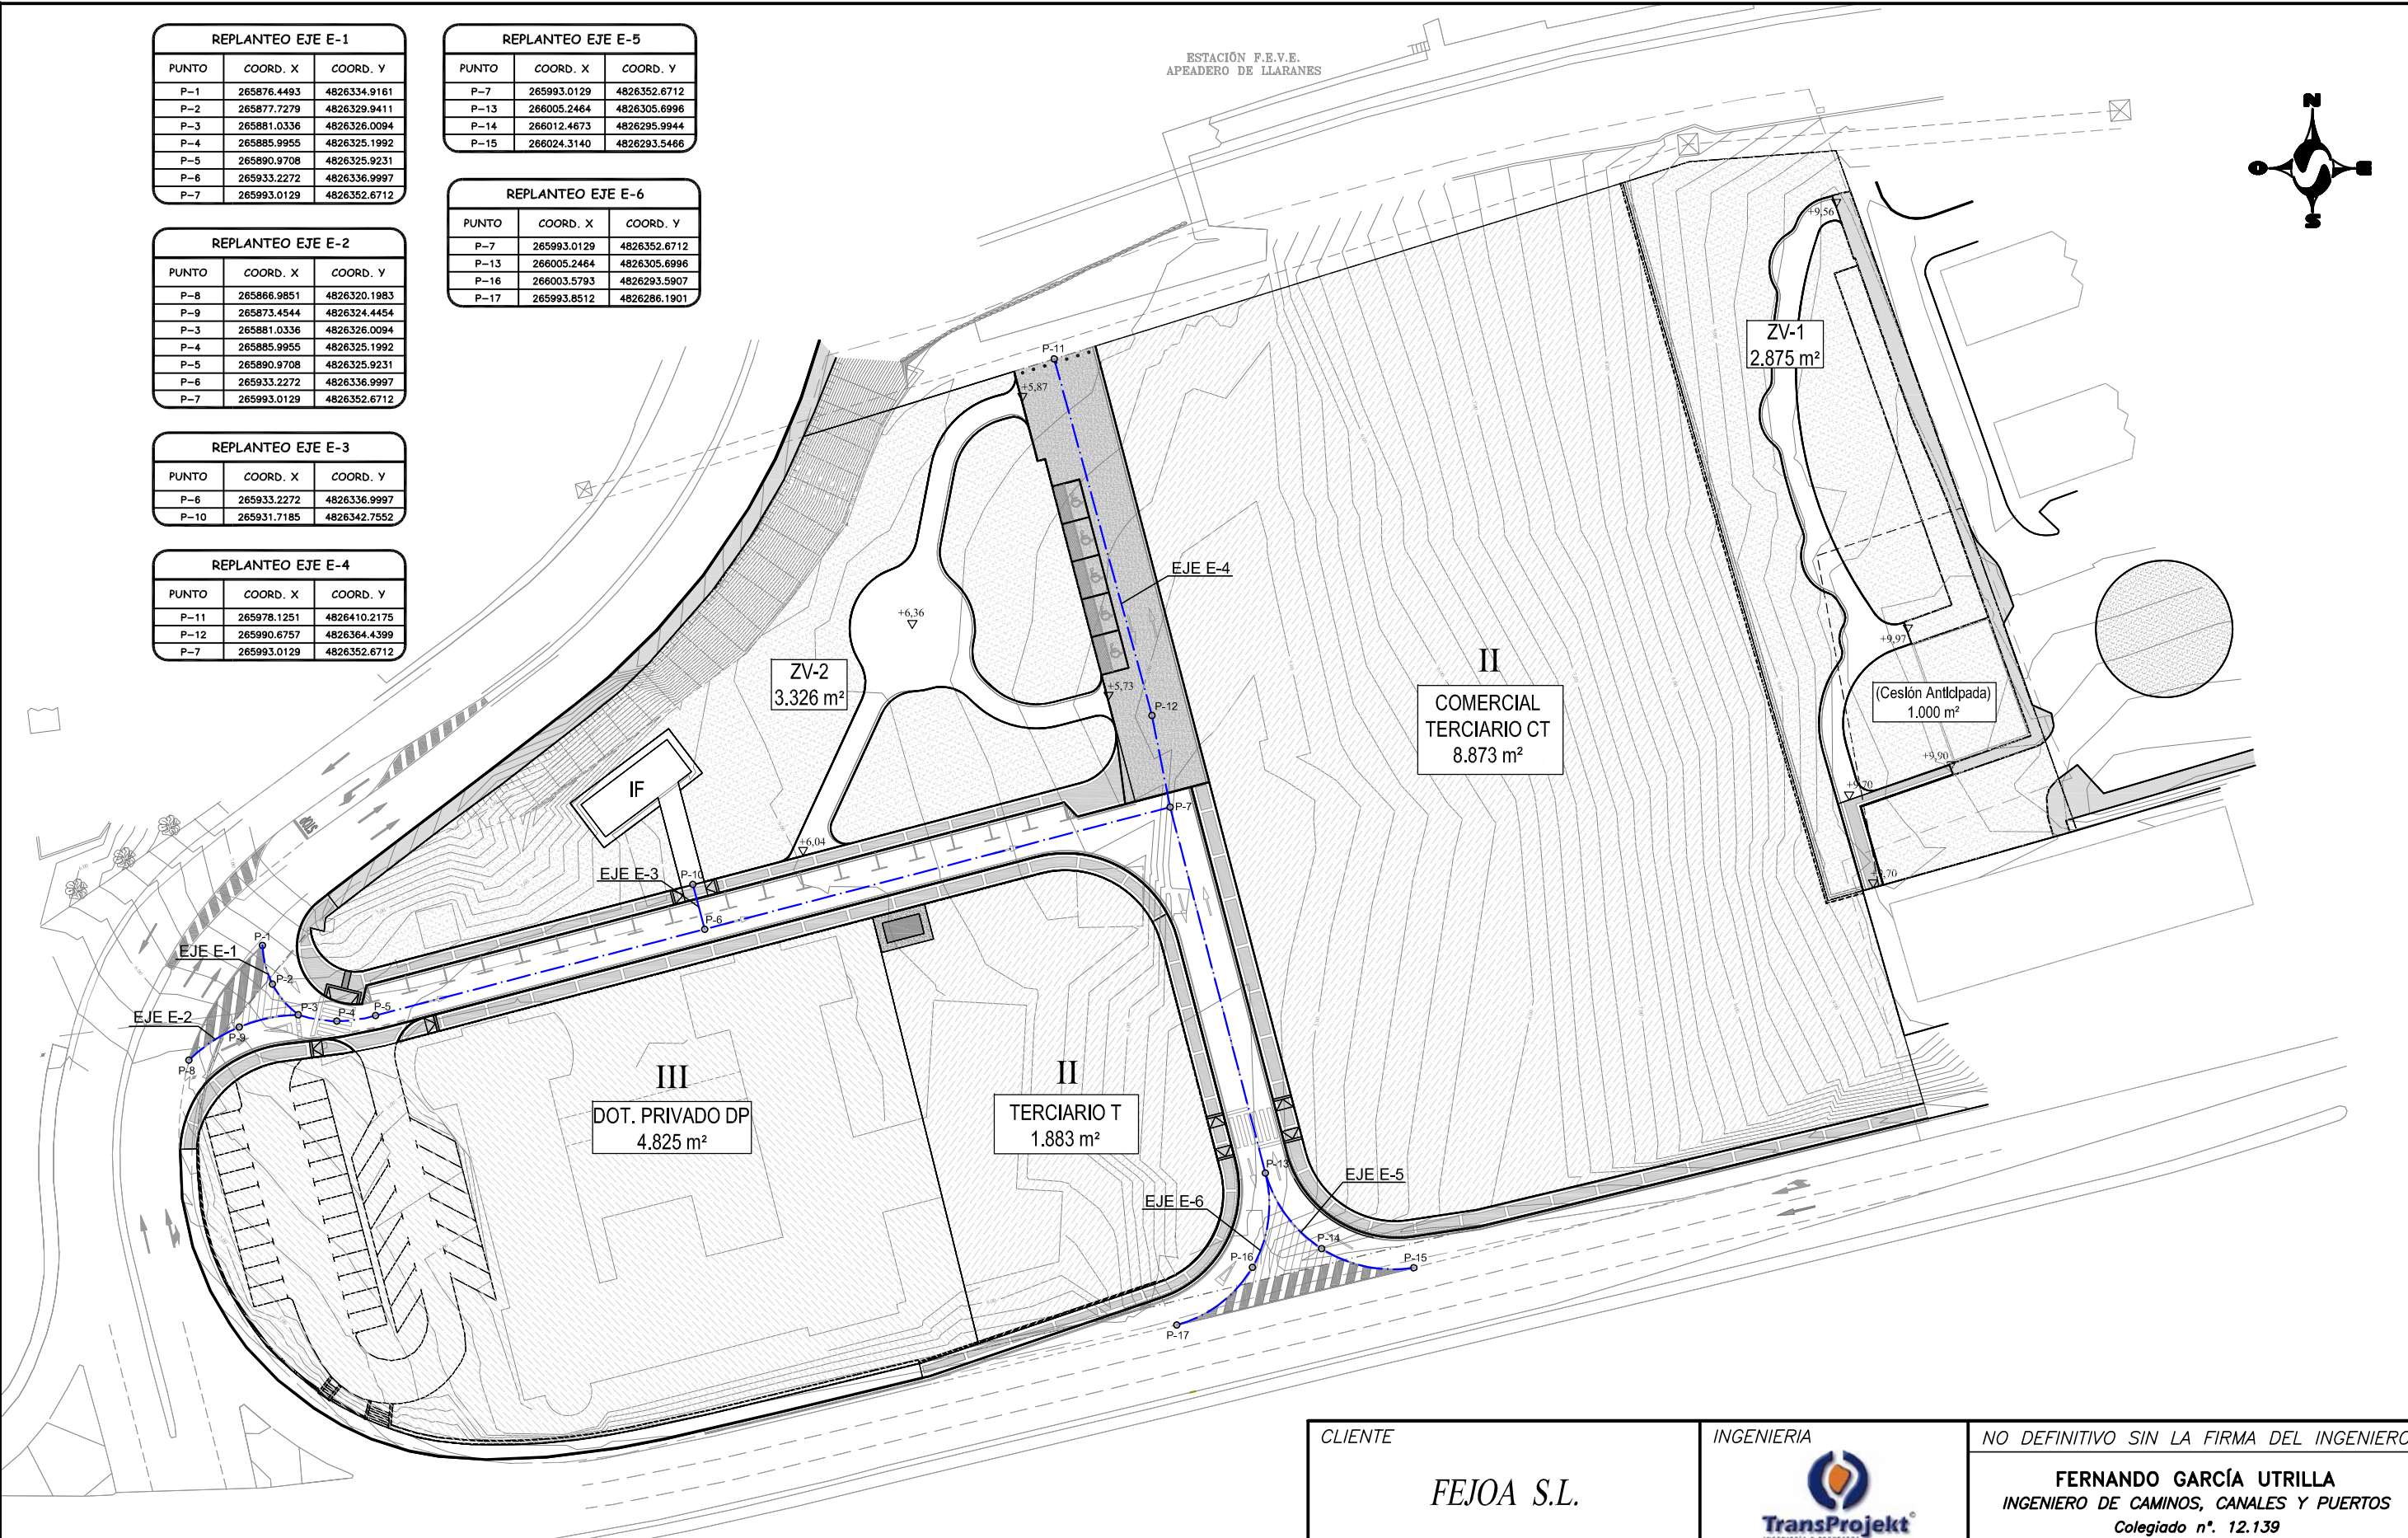 REPLANTEO EJE E-1
PUNTO COORD. X COORD. Y
P-1 265876.4493 4826334.9161
P-2 265877.7279 4826329.9411
P-3 265881.0336 4826326.0094
P-4 265885.9955 4826325.1992
P-5 265890.9708 4826325.9231
P-6 265933.2272 4826336.9997
P-7 265993.0129 4826352.6712
REPLANTEO EJE E-2
PUNTO COORD. X COORD. Y
P-8 265866.9851 4826320.1983
P-9 265873.4544 4826324.4454
P-3 265881.0336 4826326.0094
P-4 265885.9955 4826325.1992
P-5 265890.9708 4826325.9231
P-6 265933.2272 4826336.9997
P-7 265993.0129 4826352.6712
REPLANTEO EJE E-3
PUNTO COORD. X COORD. Y
P-6 265933.2272 4826336.9997
P-10 265931.7185 4826342.7552
REPLANTEO EJE E-4
PUNTO COORD. X COORD. Y
P-11 265978.1251 4826410.2175
P-12 265990.6757 4826364.4399
P-7 265993.0129 4826352.6712
REPLANTEO EJE E-5
PUNTO COORD. X COORD. Y
P-7 265993.0129 4826352.6712
P-13 266005.2464 4826305.6996
P-14 266012.4673 4826295.9944
P-15 266024.3140 4826293.5466
REPLANTEO EJE E-6
PUNTO COORD. X COORD. Y
P-7 265993.0129 4826352.6712
P-13 266005.2464 4826305.6996
P-16 266003.5793 4826293.5907
P-17 265993.8512 4826286.1901
ESTACIÓN F.E.V.E.
APEADERO DE LLARANES
N
O
E
S
+9,56
ZV-1
2.875 m²
P-11
+5,87
EJE E-4
+6,36
+9,97
ZV-2
3.326 m²
II
COMERCIAL
TERCIARIO CT
8.873 m²
(Cesión Anticipada)
1.000 m²
+5,73
P-12
+9,90
+9,70
IF
P-7
+6,04
EJE E-3
P-10
P-6
STOP
P-1
EJE E-1
P-2
P-3
P-4
P-5
EJE E-2
P-9
P-8
III
DOT. PRIVADO DP
4.825 m²
II
TERCIARIO T
1.883 m²
P-13
EJE E-5
EJE E-6
P-14
P-16
P-15
P-17
CLIENTE
FEJOA S.L.
INGENIERIA
TransProjekt®
NO DEFINITIVO SIN LA FIRMA DEL INGENIERO
FERNANDO GARCÍA UTRILLA
INGENIERO DE CAMINOS, CANALES Y PUERTOS
Colegiado nº. 12.139